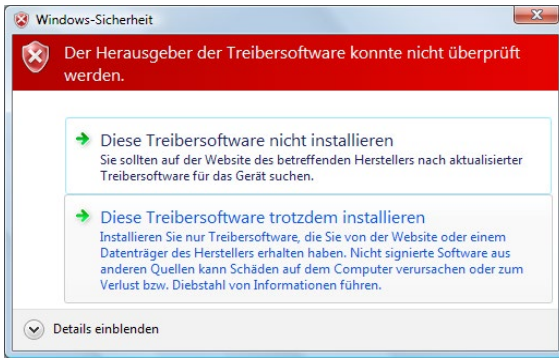 Windows-Sicherheit
Der Herausgeber der Treibersoftware konnte nicht überprüft
werden.
Diese Treibersoftware nicht installieren
Sie sollten auf der Website des betreffenden Herstellers nach aktualisierter
Treibersoftware für das Gerät suchen.
Diese Treibersoftware trotzdem installieren
Installieren Sie nur Treibersoftware, die Sie von der Website oder einem
Datenträger des Herstellers erhalten haben. Nicht signierte Software aus
anderen Quellen kann Schäden auf dem Computer verursachen oder zum
Verlust bzw. Diebstahl von Informationen führen.
Details einblenden